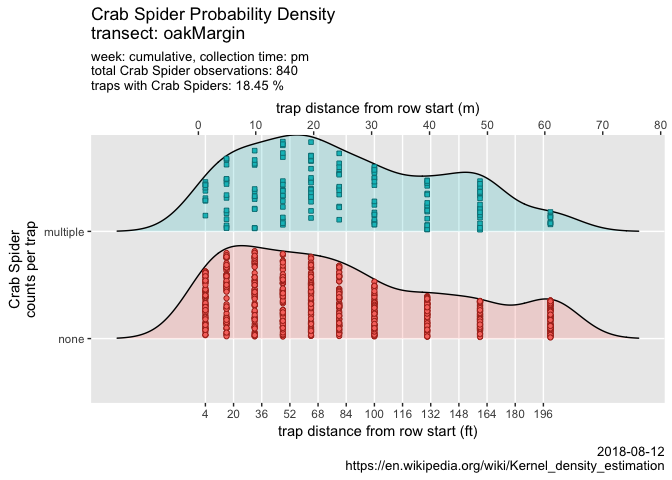 Crab Spider Probability Density
transect: oakMargin
week: cumulative, collection time: pm
total Crab Spider observations: 840
traps with Crab Spiders: 18.45 %
trap distance from row start (m)
0 10 20 30 40 50 60 70 80
Crab Spider
counts per trap
multiple
none
4 20 36 52 68 84 100 116 132 148 164 180 196
trap distance from row start (ft)
2018-08-12
https://en.wikipedia.org/wiki/Kernel_density_estimation